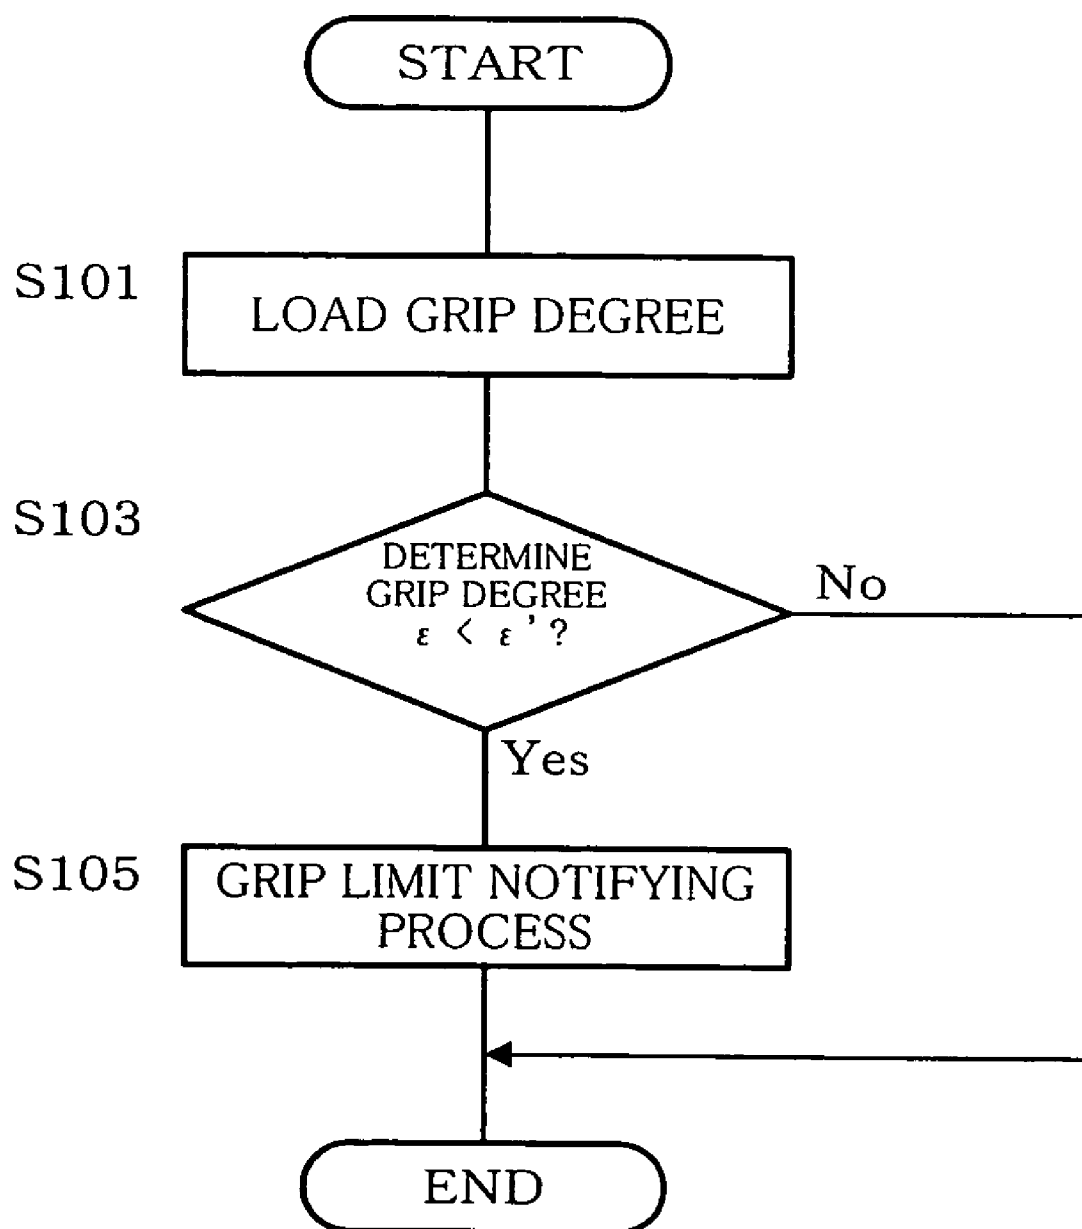 START
S101
LOAD GRIP DEGREE
S103
DETERMINE
GRIP DEGREE
ε < ε'?
No
Yes
S105
GRIP LIMIT NOTIFYING
PROCESS
END